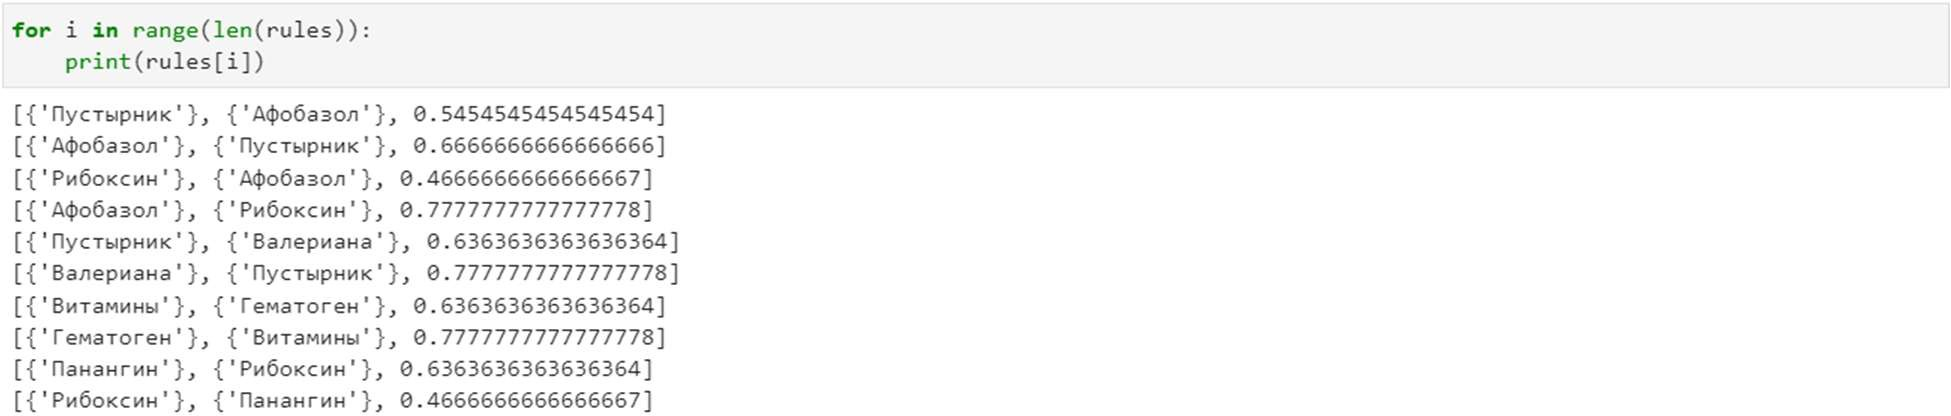 for i in range(len(rules)):
    print(rules[i])
[{'Пустырник'}, {'Афобазол'}, 0.5454545454545454]
[{'Афобазол'}, {'Пустырник'}, 0.6666666666666666]
[{'Рибоксин'}, {'Афобазол'}, 0.4666666666666667]
[{'Афобазол'}, {'Рибоксин'}, 0.7777777777777778]
[{'Пустырник'}, {'Валериана'}, 0.6363636363636364]
[{'Валериана'}, {'Пустырник'}, 0.7777777777777778]
[{'Витамины'}, {'Гематоген'}, 0.6363636363636364]
[{'Гематоген'}, {'Витамины'}, 0.7777777777777778]
[{'Панангин'}, {'Рибоксин'}, 0.6363636363636364]
[{'Рибоксин'}, {'Панангин'}, 0.4666666666666667]